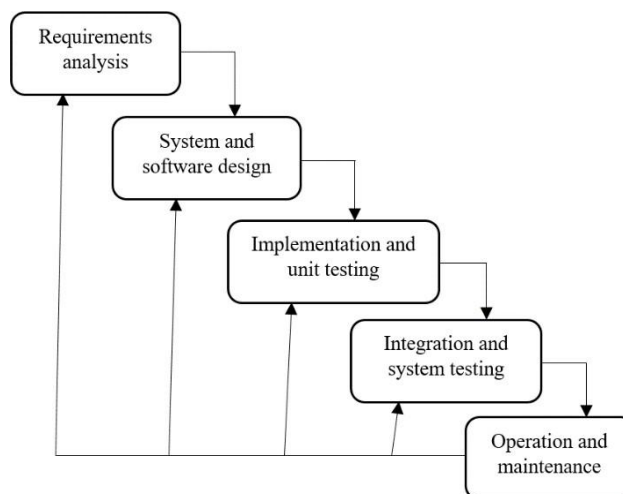 Requirements
analysis
System and
software design
Implementation and
unit testing
Integration and
system testing
Operation and
maintenance